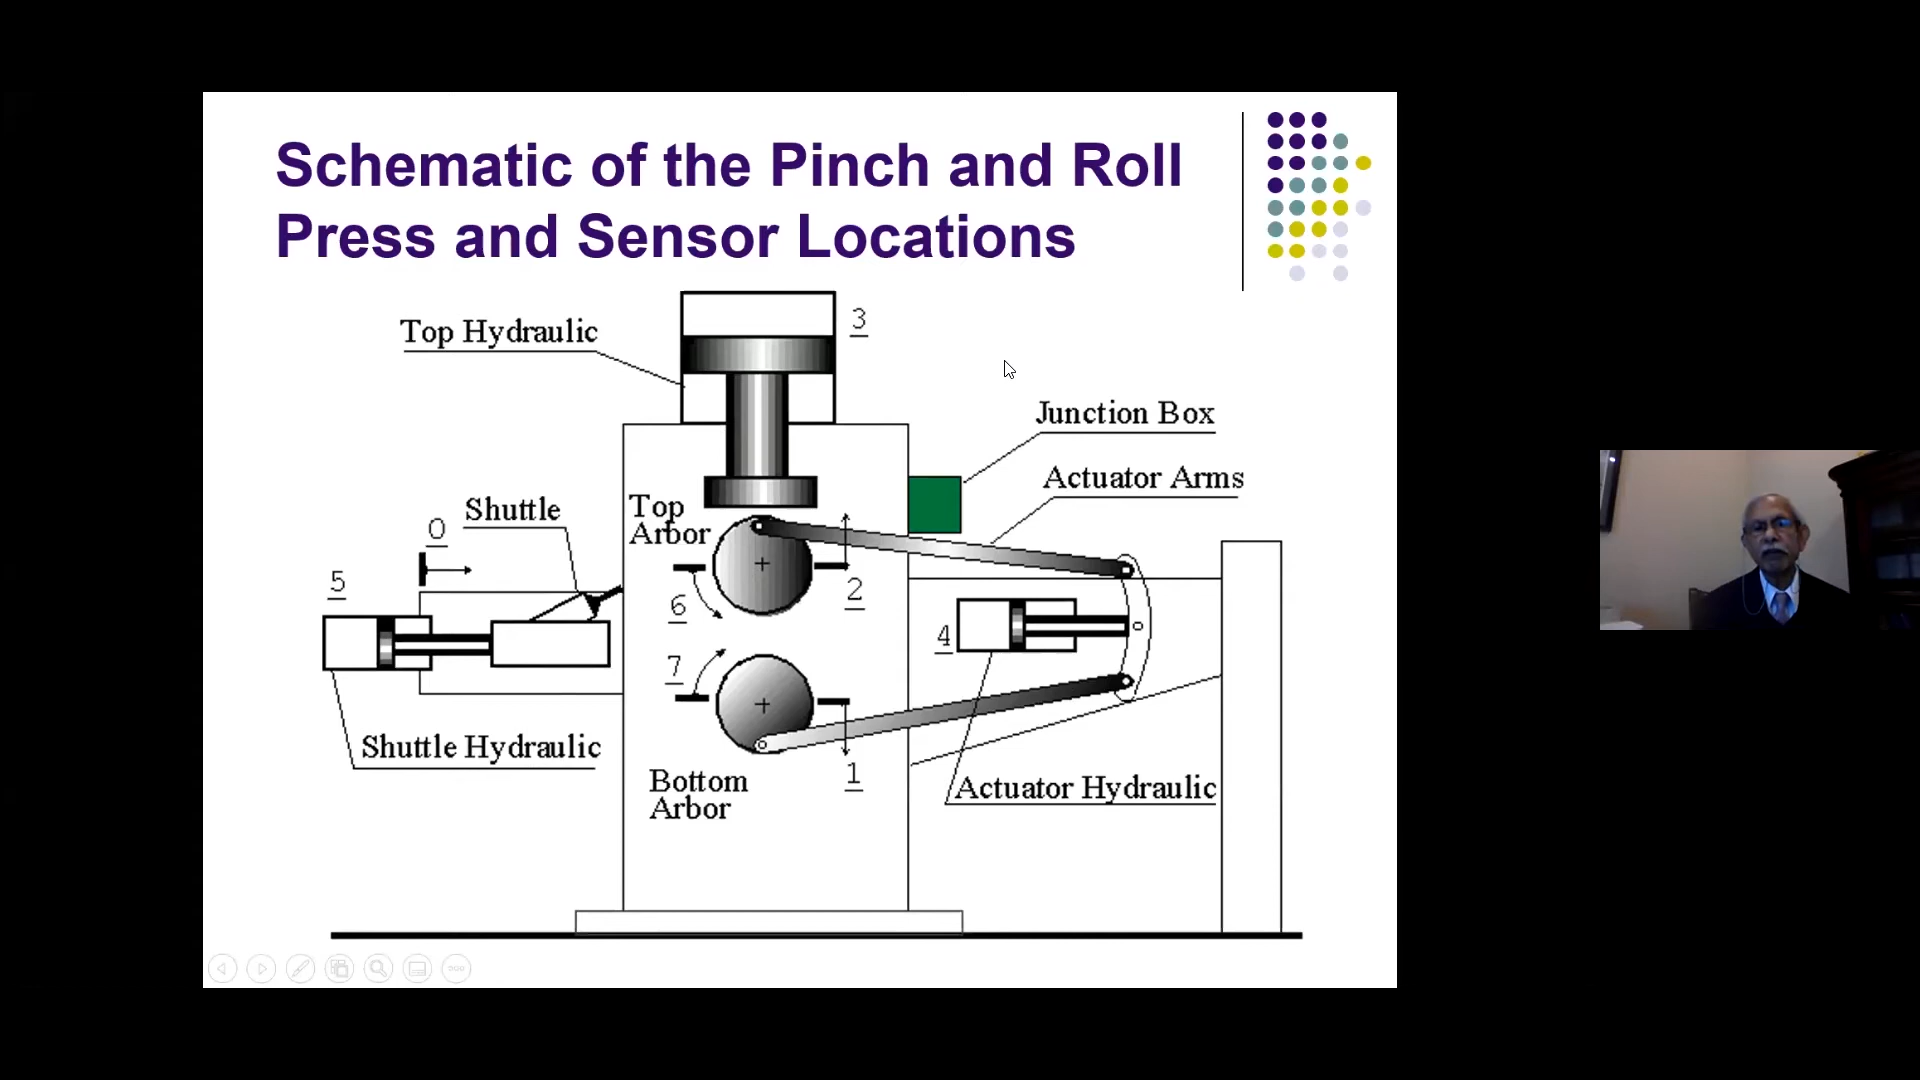 Schematic of the Pinch and Roll
Press and Sensor Locations
Top Hydraulic
3
Junction Box
Actuator Arms
Shuttle
Top
Arbor
0
5
6
2
4
7
Shuttle Hydraulic
1
Bottom
Arbor
Actuator Hydraulic